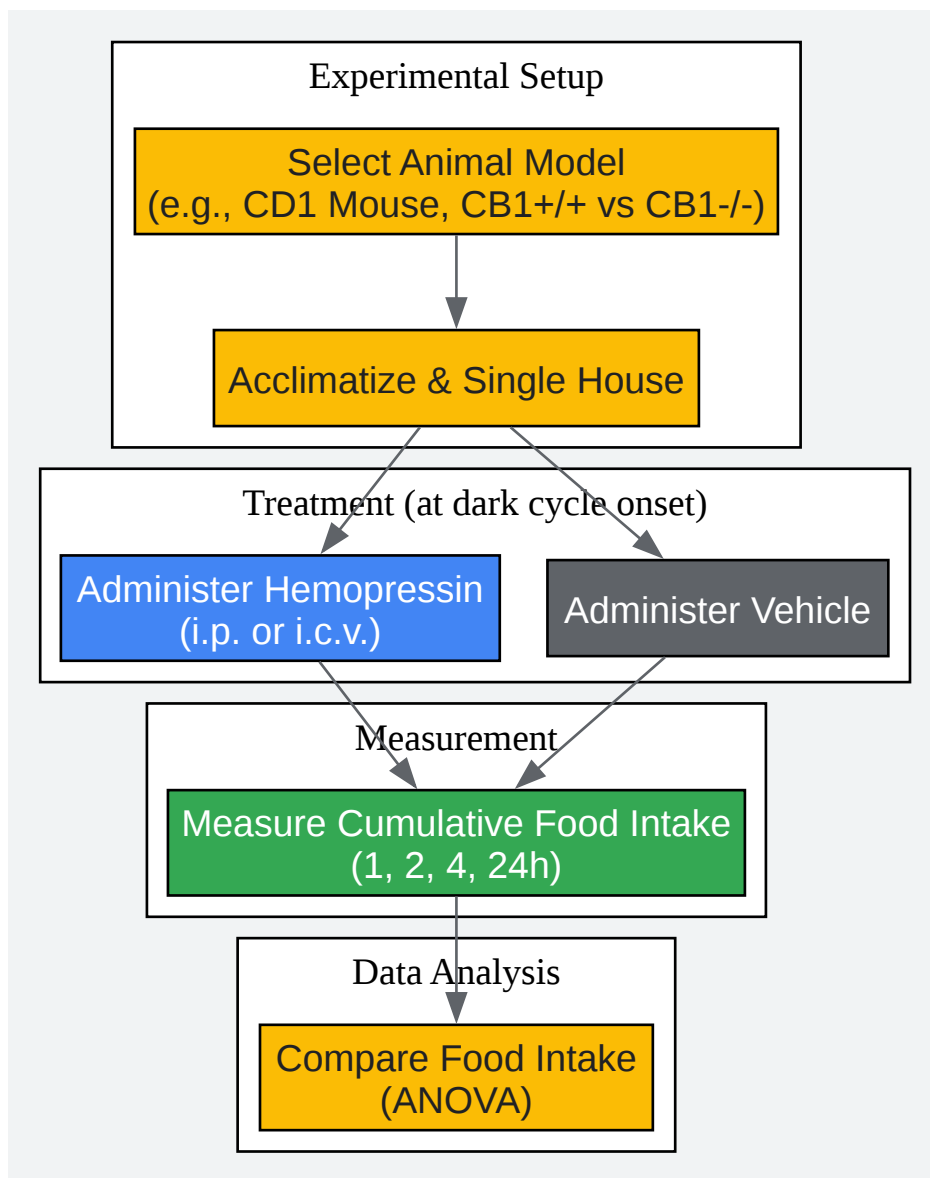 Experimental Setup
Select Animal Model
(e.g., CD1 Mouse, CB1+/+ vs CB1-/-)
Acclimatize & Single House
Treatment (at dark cycle onset)
Administer Hemopressin
(i.p. or i.c.v.)
Administer Vehicle
Measurement
Measure Cumulative Food Intake
(1, 2, 4, 24h)
Data Analysis
Compare Food Intake
(ANOVA)